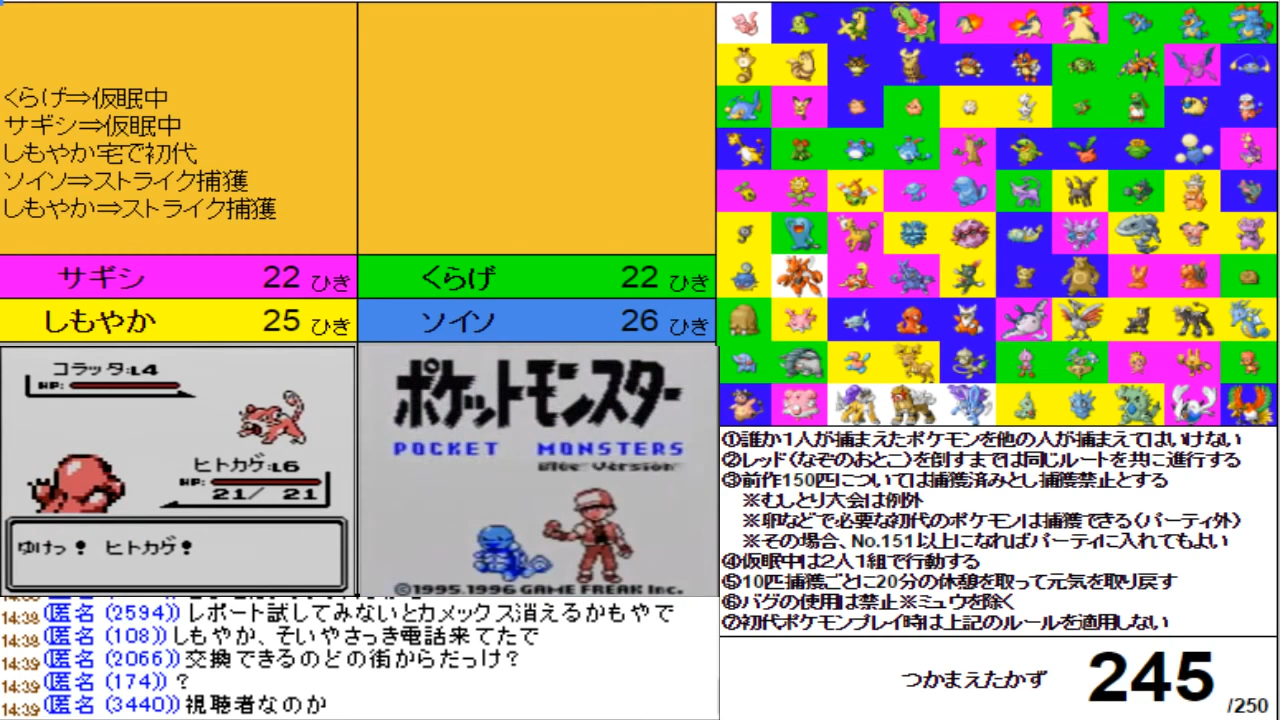 くらげ⇒仮眠中
サギシ⇒仮眠中
しもやか宅で初代
ソイソ⇒ストライク捕獲
しもやか⇒ストライク捕獲
サギシ 22 ひき
くらげ 22 ひき
しもやか 25 ひき
ソイソ 26 ひき
コラッタ:L4
HP:
ヒトカゲ:L6
HP:
21/ 21
ゆけっ! ヒトカゲ!
ポケットモンスター
POCKET MONSTERS
Blue Version
©1995.1996 GAME FREAK inc.
14:39 (匿名 (2594)) レポート試してみないとカメックス消えるかもやで
14:39 (匿名 (108)) しもやか、そいやさっき電話来てたで
14:39 (匿名 (2066)) 交換できるのどの街からだっけ?
14:39 (匿名 (174)) ?
14:39 (匿名 (3440)) 視聴者なのか
①誰か1人が捕まえたポケモンを他の人が捕まえてはいけない
②レッド(なぞのおとこ)を倒すまでは同じルートを共に進行する
③前作150匹については捕獲済みとし捕獲禁止とする
※むしとり大会は例外
※卵などで必要な初代のポケモンは捕獲できる(パーティ外)
※その場合、No.151以上になればパーティに入れてもよい
④仮眠中は2人1組で行動する
⑤10匹捕獲ごとに20分の休憩を取って元気を取り戻す
⑥バグの使用は禁止※ミュウを除く
⑦初代ポケモンプレイ時は上記のルールを適用しない
つかまえたかず 245 /250